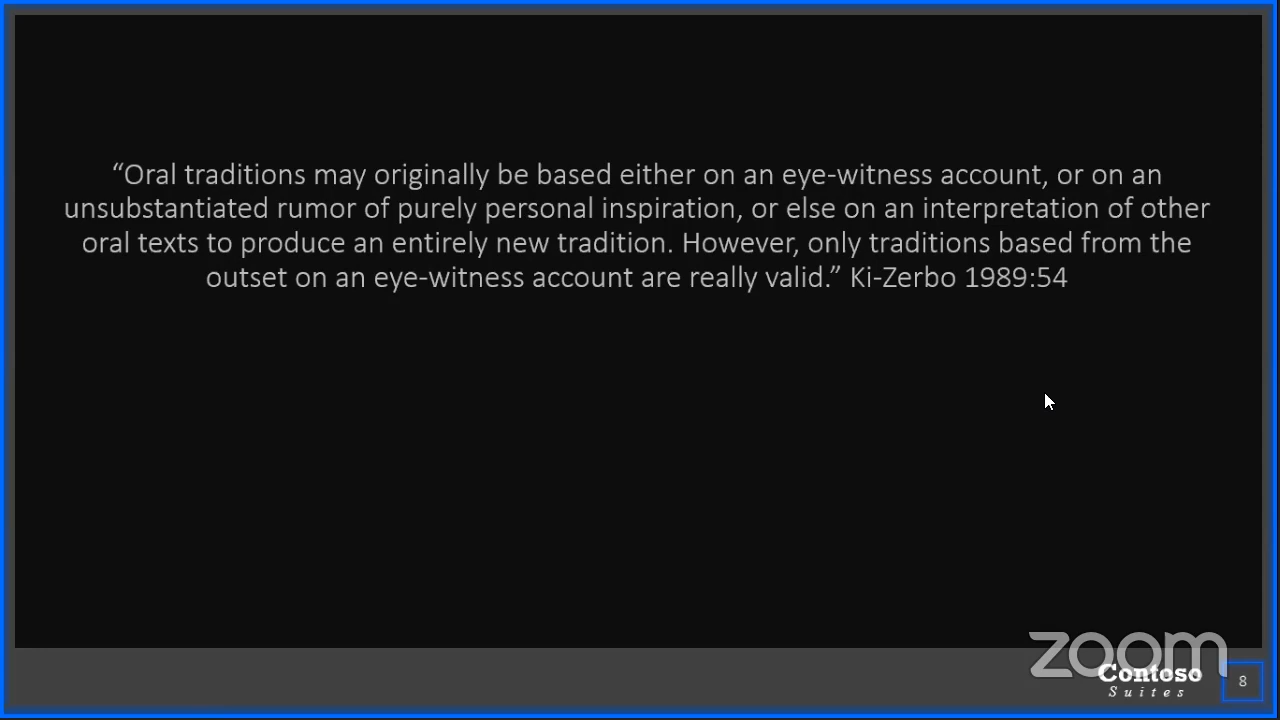 “Oral traditions may originally be based either on an eye-witness account, or on an
unsubstantiated rumor of purely personal inspiration, or else on an interpretation of other
oral texts to produce an entirely new tradition. However, only traditions based from the
outset on an eye-witness account are really valid.” Ki-Zerbo 1989:54
zoom
Contoso
Suites
8